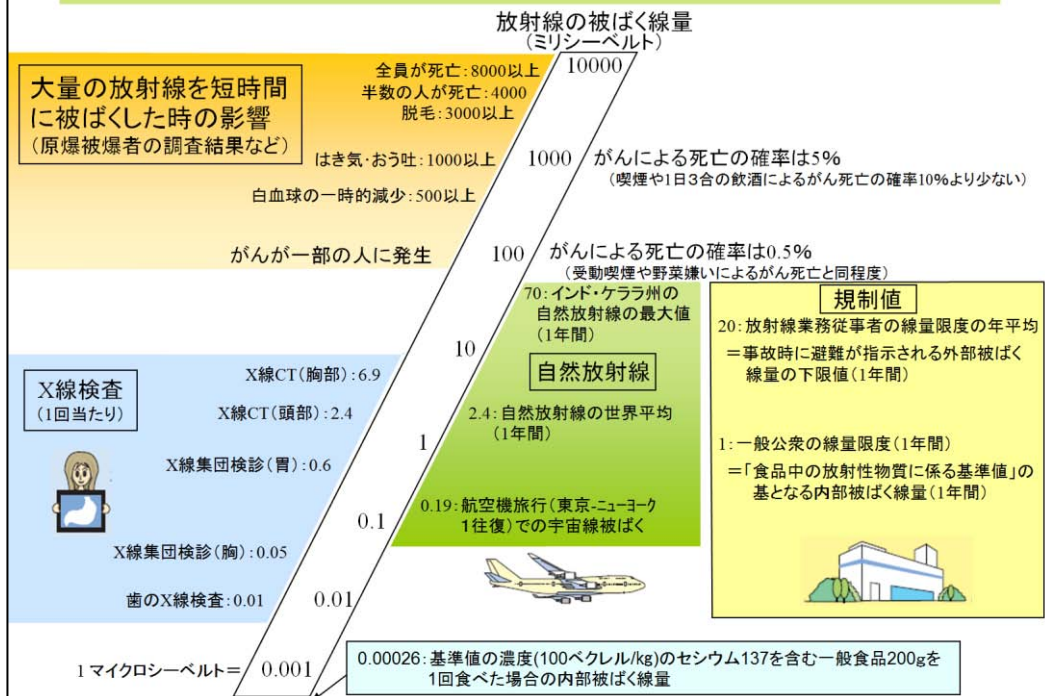 放射線の被ばく線量
(ミリシーベルト)
大量の放射線を短時間
に被ばくした時の影響
(原爆被爆者の調査結果など)
全員が死亡:8000以上
半数の人が死亡:4000
脱毛:3000以上
はき気・おう吐:1000以上
白血球の一時的減少:500以上
がんが一部の人に発生
10000
1000
100
10
1
0.1
0.01
0.001
がんによる死亡の確率は5%
(喫煙や1日3合の飲酒によるがん死亡の確率10%より少ない)
がんによる死亡の確率は0.5%
(受動喫煙や野菜嫌いによるがん死亡と同程度)
X線検査
(1回当たり)
X線CT(胸部):6.9
X線CT(頭部):2.4
X線集団検診(胃):0.6
X線集団検診(胸):0.05
歯のX線検査:0.01
1マイクロシーベルト=
70:インド・ケララ州の
自然放射線の最大値
(1年間)
自然放射線
2.4:自然放射線の世界平均
(1年間)
0.19:航空機旅行(東京-ニューヨーク
1往復)での宇宙線被ばく
規制値
20:放射線業務従事者の線量限度の年平均
=事故時に避難が指示される外部被ばく
線量の下限値(1年間)
1:一般公衆の線量限度(1年間)
=「食品中の放射性物質に係る基準値」の
基となる内部被ばく線量(1年間)
0.00026:基準値の濃度(100ベクレル/kg)のセシウム137を含む一般食品200gを
1回食べた場合の内部被ばく線量